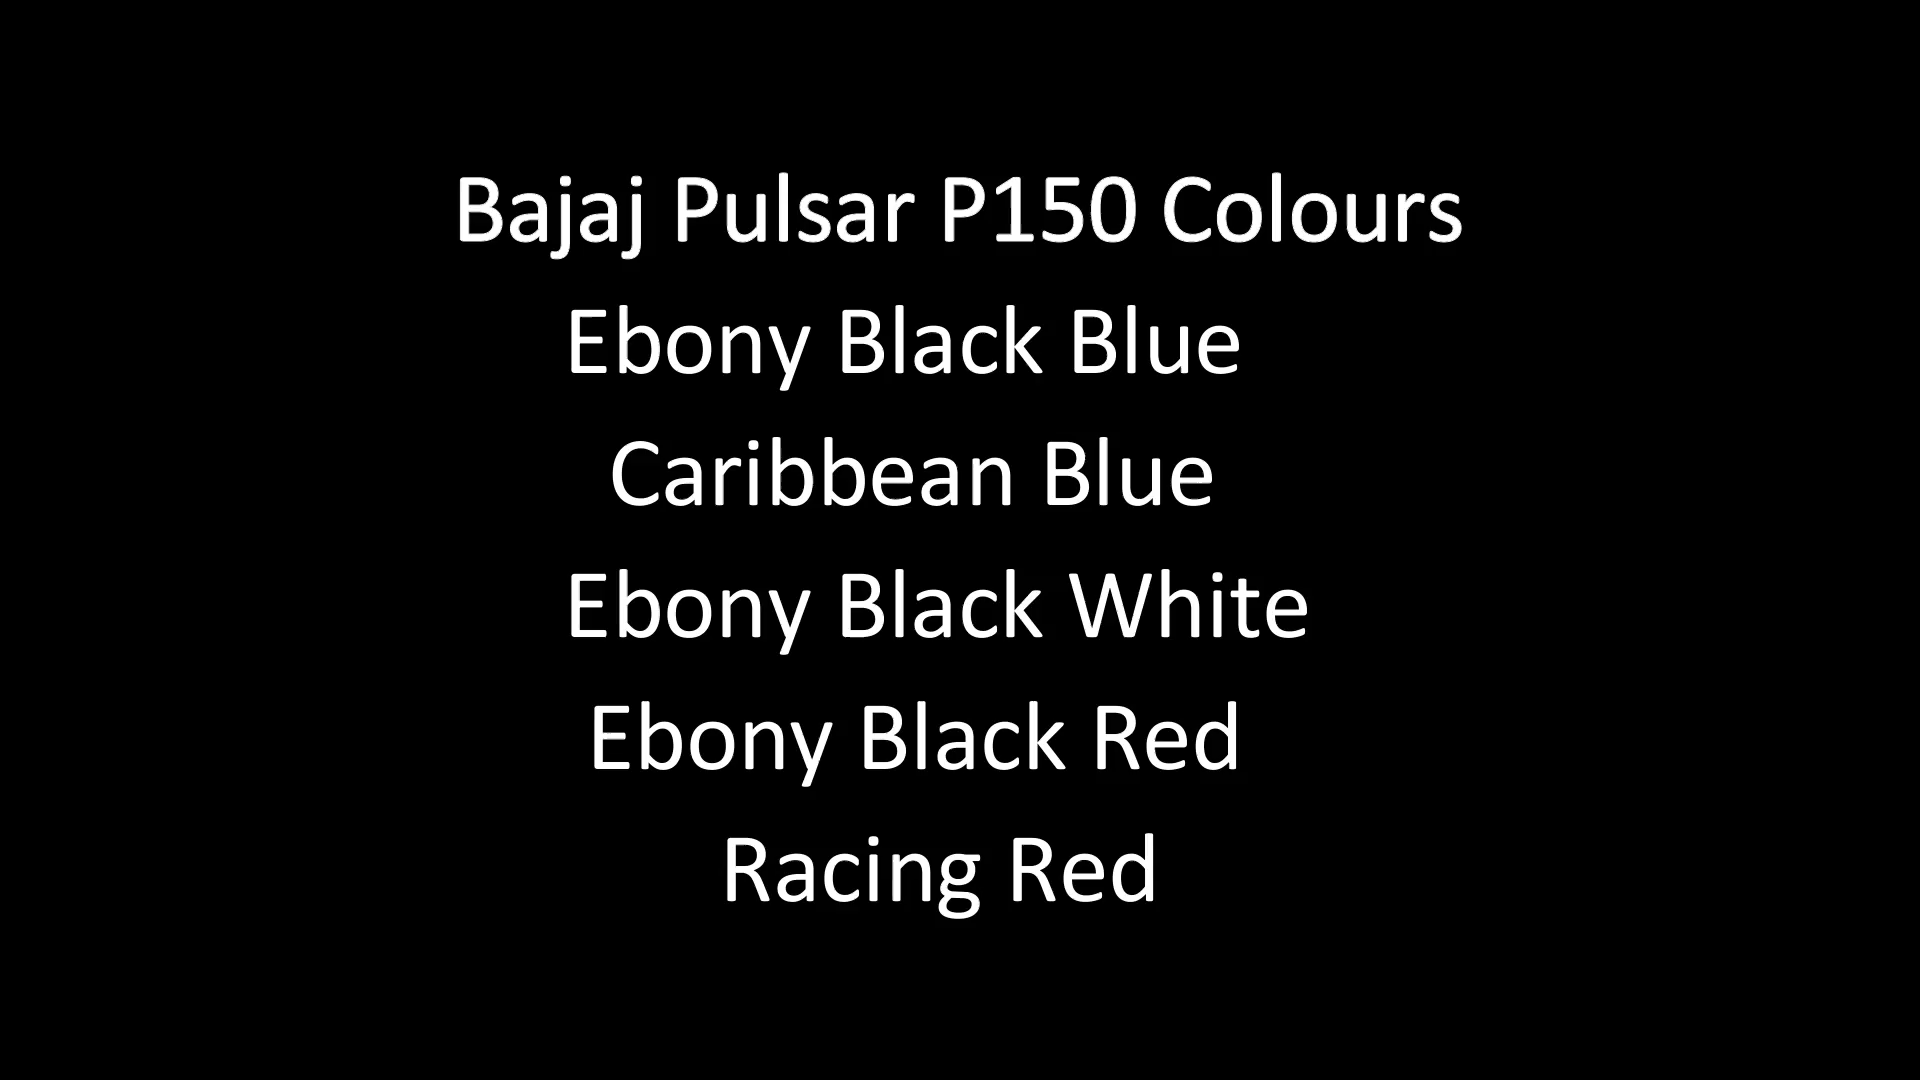 Bajaj Pulsar P150 Colours
Ebony Black Blue
Caribbean Blue
Ebony Black White
Ebony Black Red
Racing Red